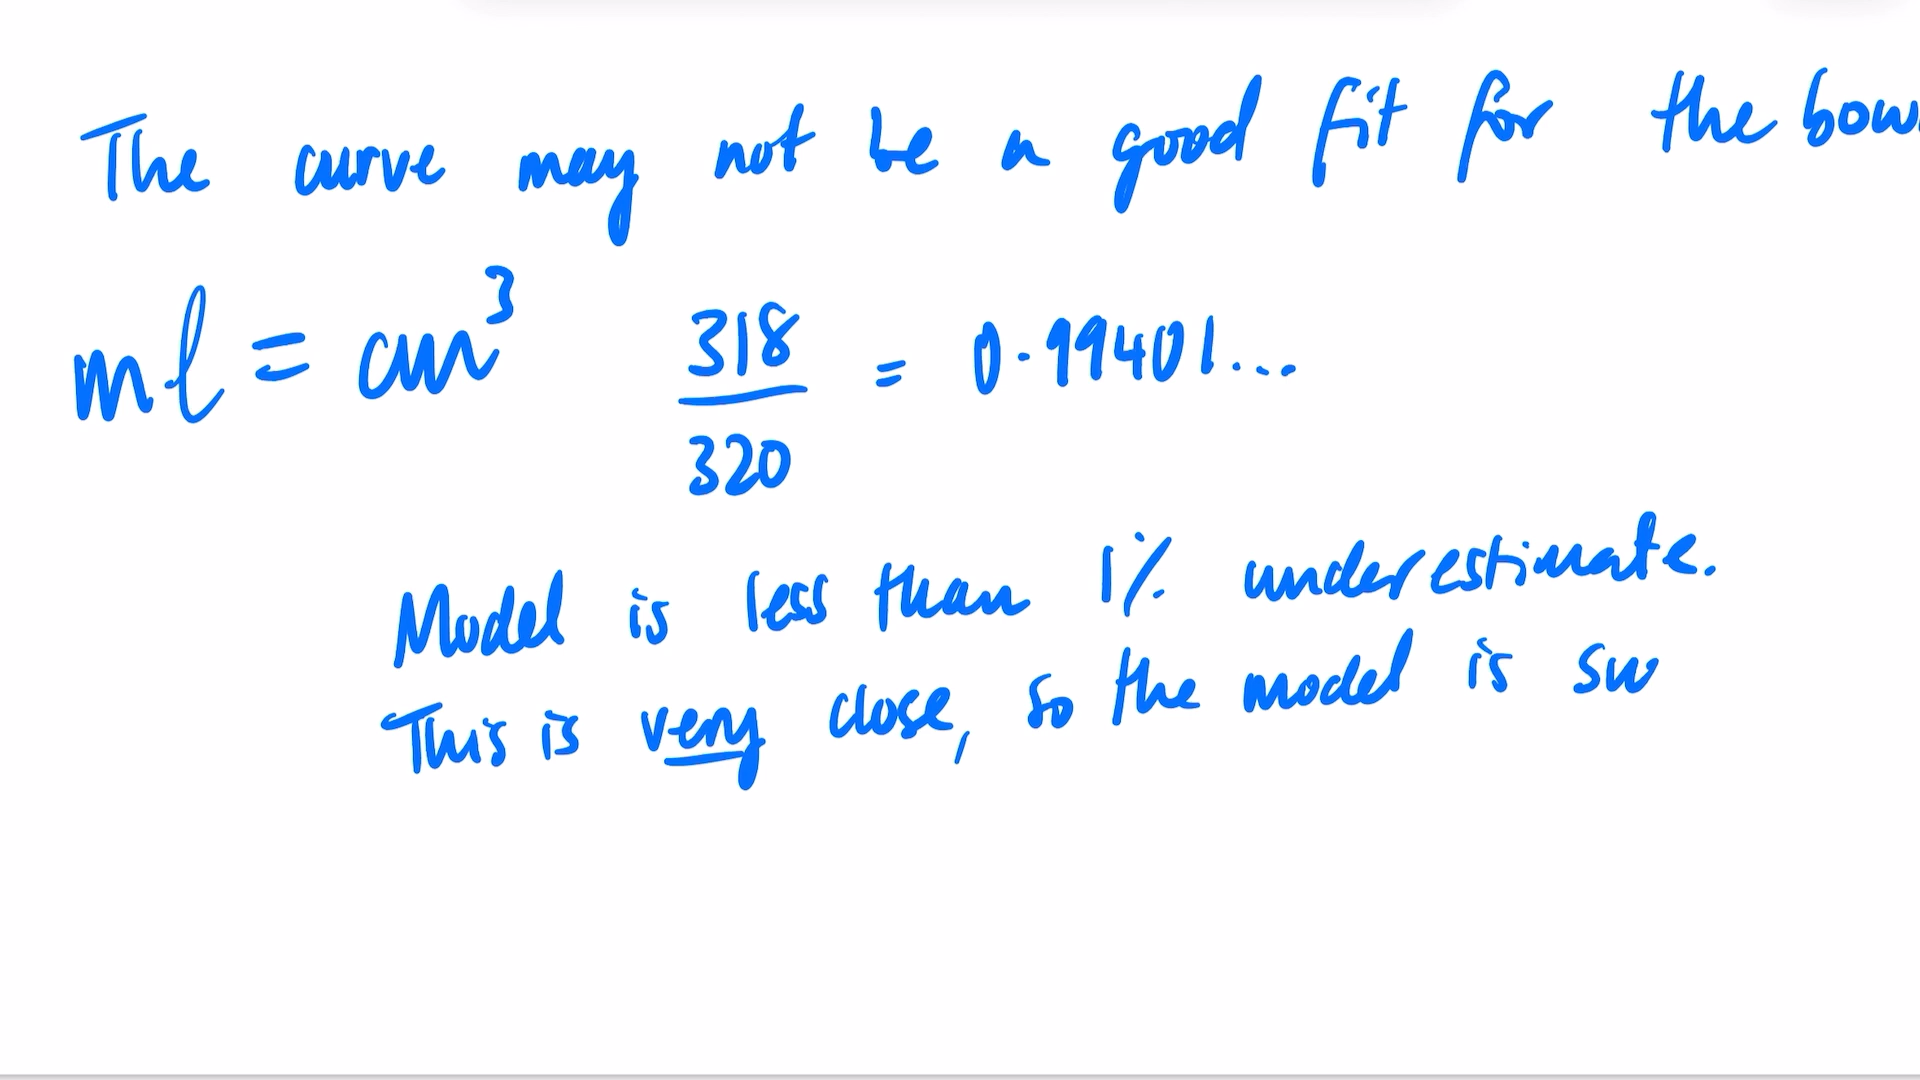 The curve may not be a good fit for the bow
ml = cm³ 318/320 = 0.99401...
Model is less than 1% underestimate.
This is very close, so the model is su